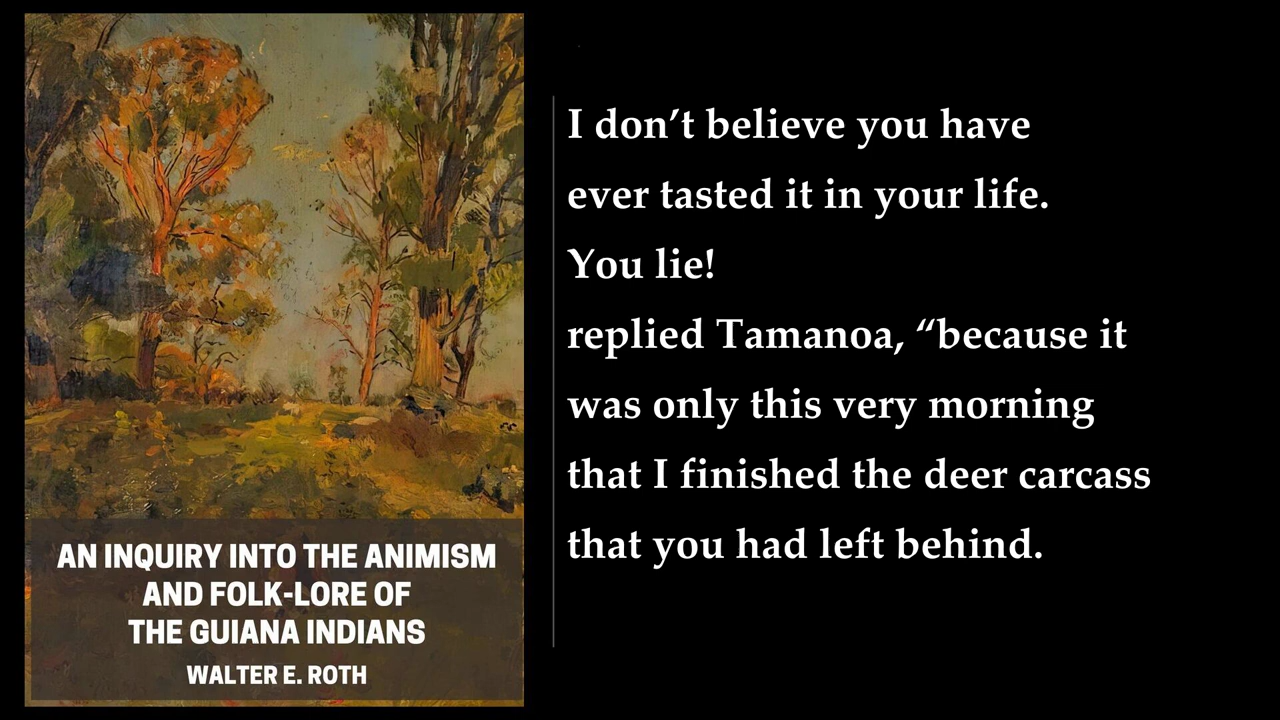 AN INQUIRY INTO THE ANIMISM
AND FOLK-LORE OF
THE GUIANA INDIANS
WALTER E. ROTH
I don’t believe you have
ever tasted it in your life.
You lie!
replied Tamanoa, “because it
was only this very morning
that I finished the deer carcass
that you had left behind.